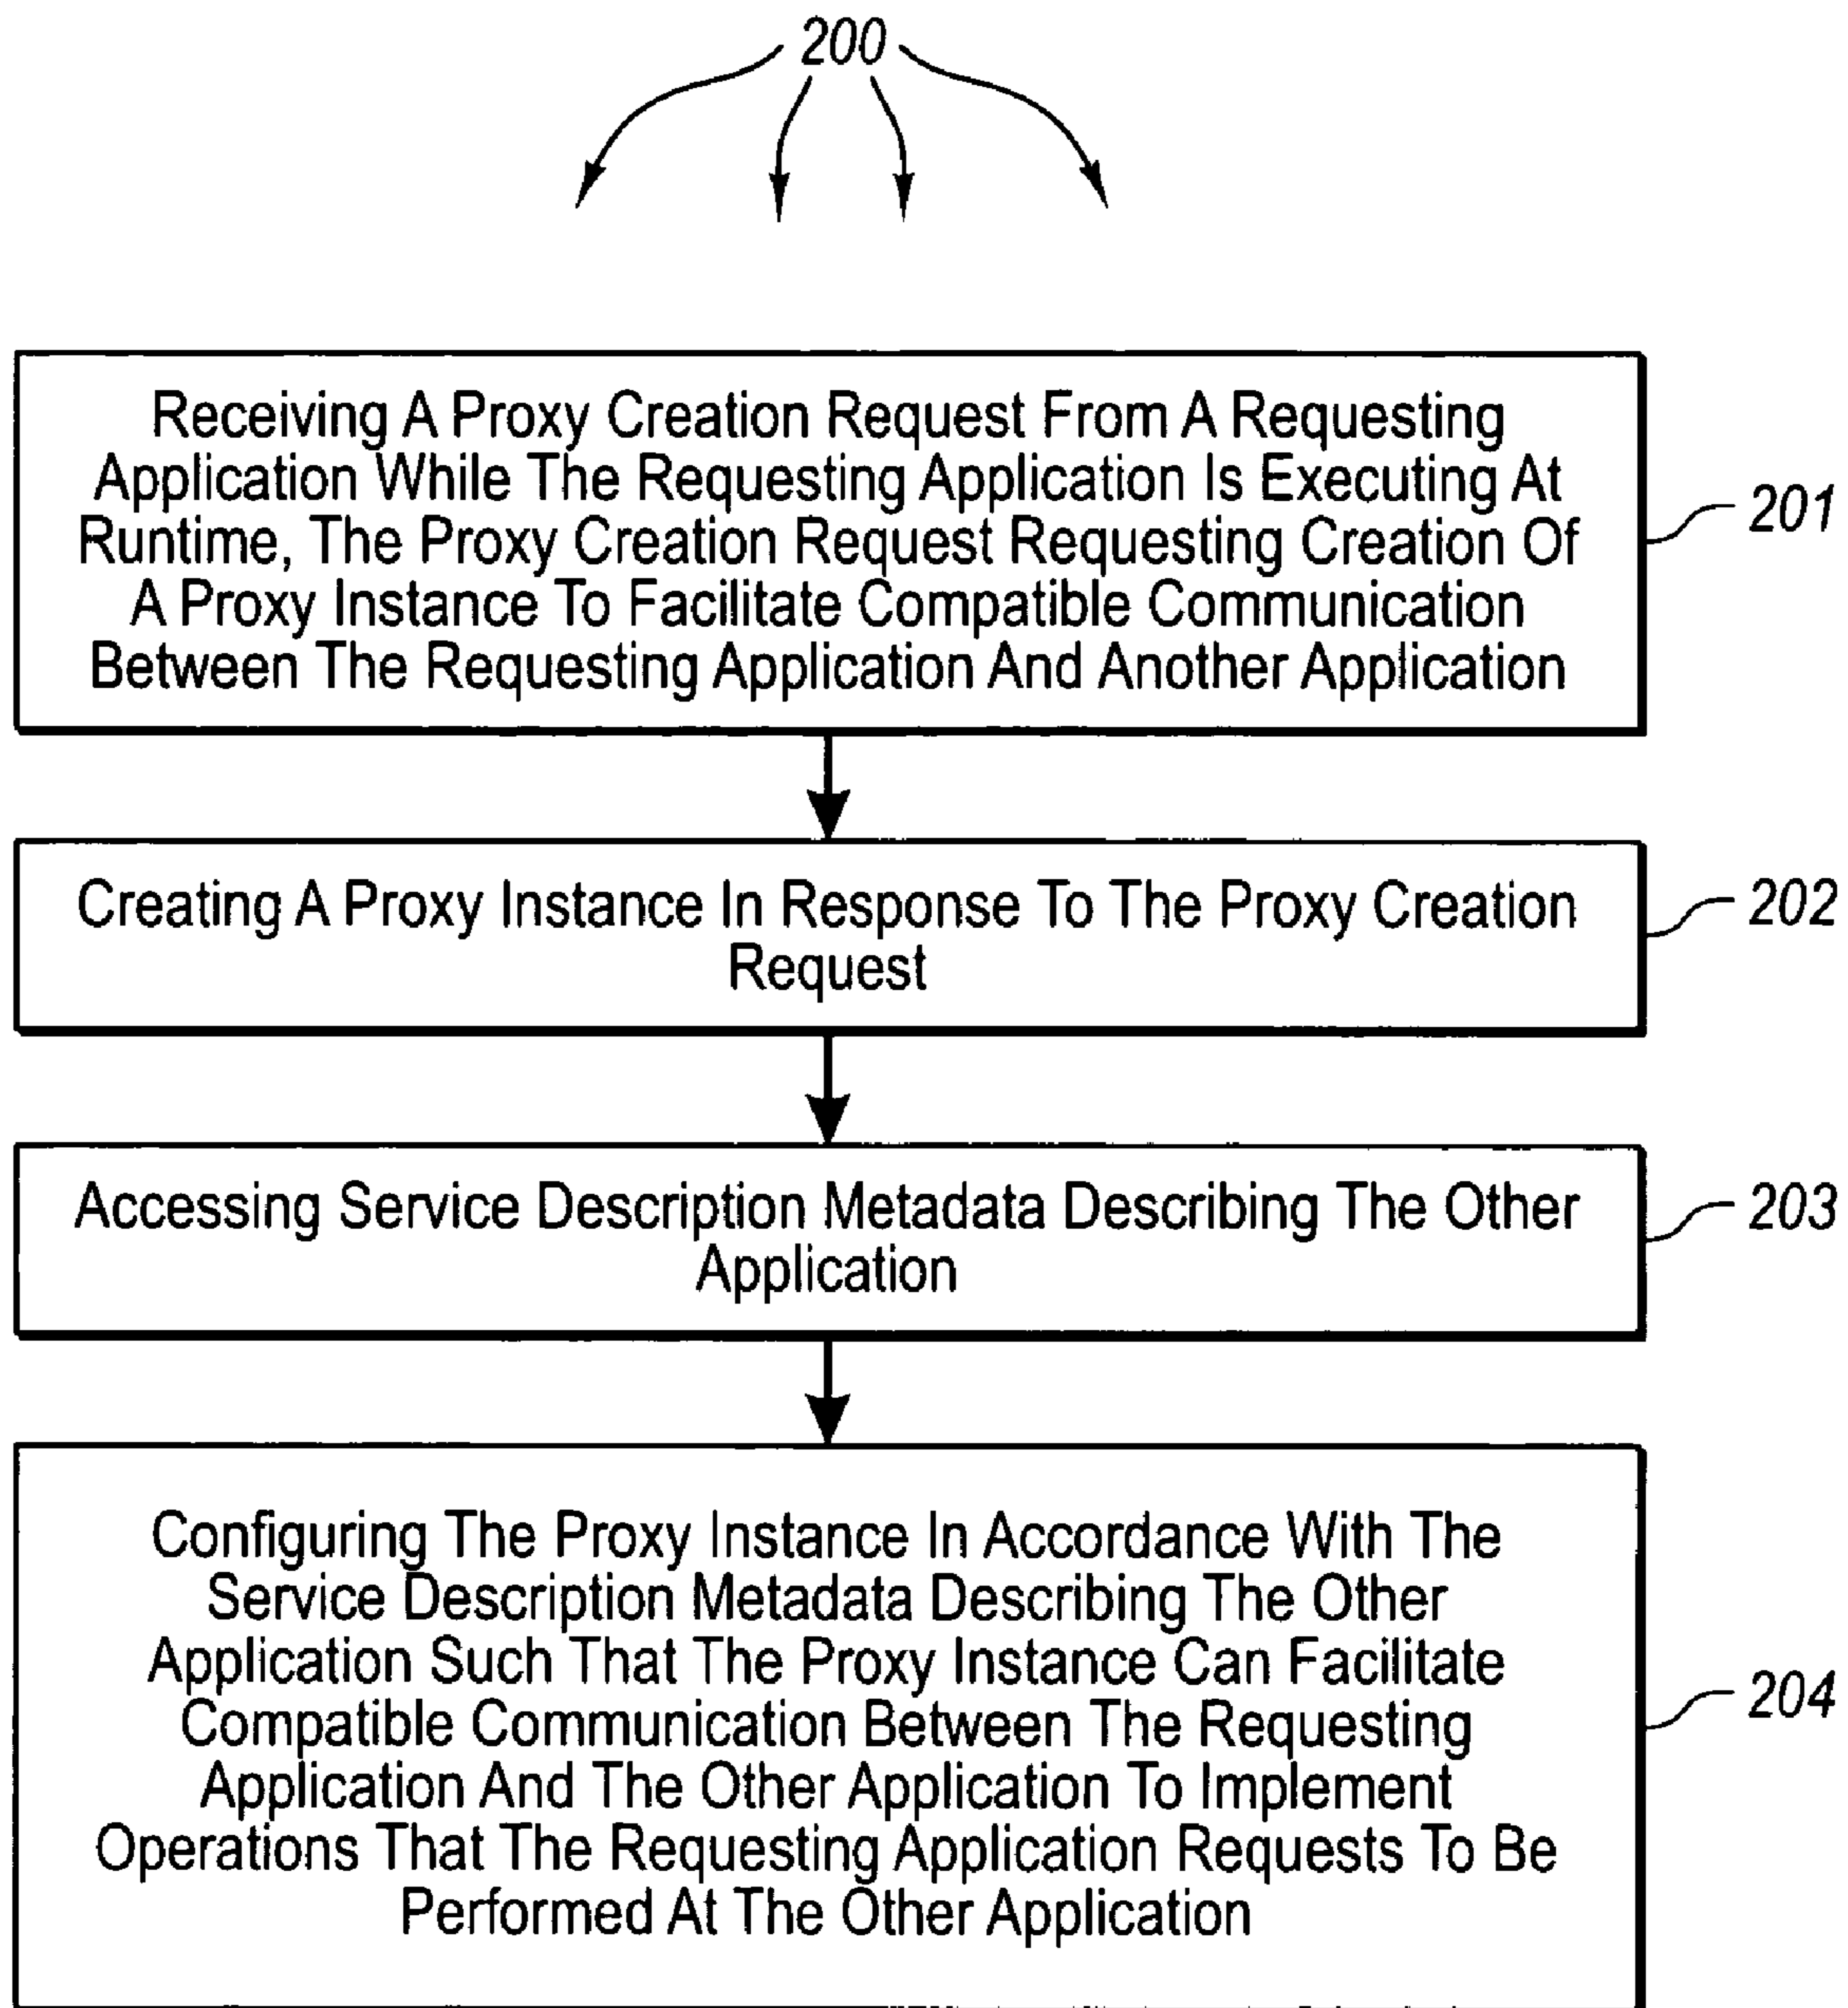 200
Receiving A Proxy Creation Request From A Requesting
Application While The Requesting Application Is Executing At
Runtime, The Proxy Creation Request Requesting Creation Of
A Proxy Instance To Facilitate Compatible Communication
Between The Requesting Application And Another Application
201
Creating A Proxy Instance In Response To The Proxy Creation
Request
202
Accessing Service Description Metadata Describing The Other
Application
203
Configuring The Proxy Instance In Accordance With The
Service Description Metadata Describing The Other
Application Such That The Proxy Instance Can Facilitate
Compatible Communication Between The Requesting
Application And The Other Application To Implement
Operations That The Requesting Application Requests To Be
Performed At The Other Application
204